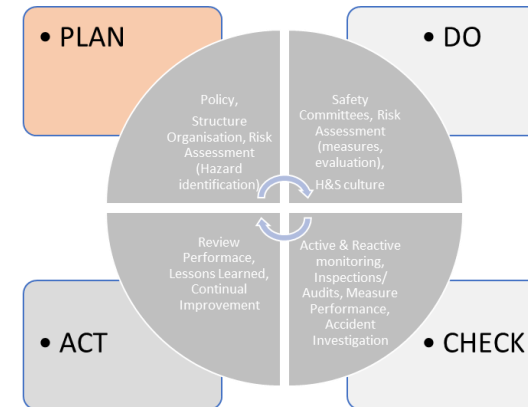 • PLAN
Policy,
Structure
Organisation, Risk
Assessment
(Hazard
identification)
• DO
Safety
Committees, Risk
Assessment
(measures,
evaluation),
H&S culture
Review
Performace,
Lessons Learned,
Continual
Improvement
• ACT
Active & Reactive
monitoring,
Inspections/
Audits, Measure
Performance,
Accident
Investigation
• CHECK